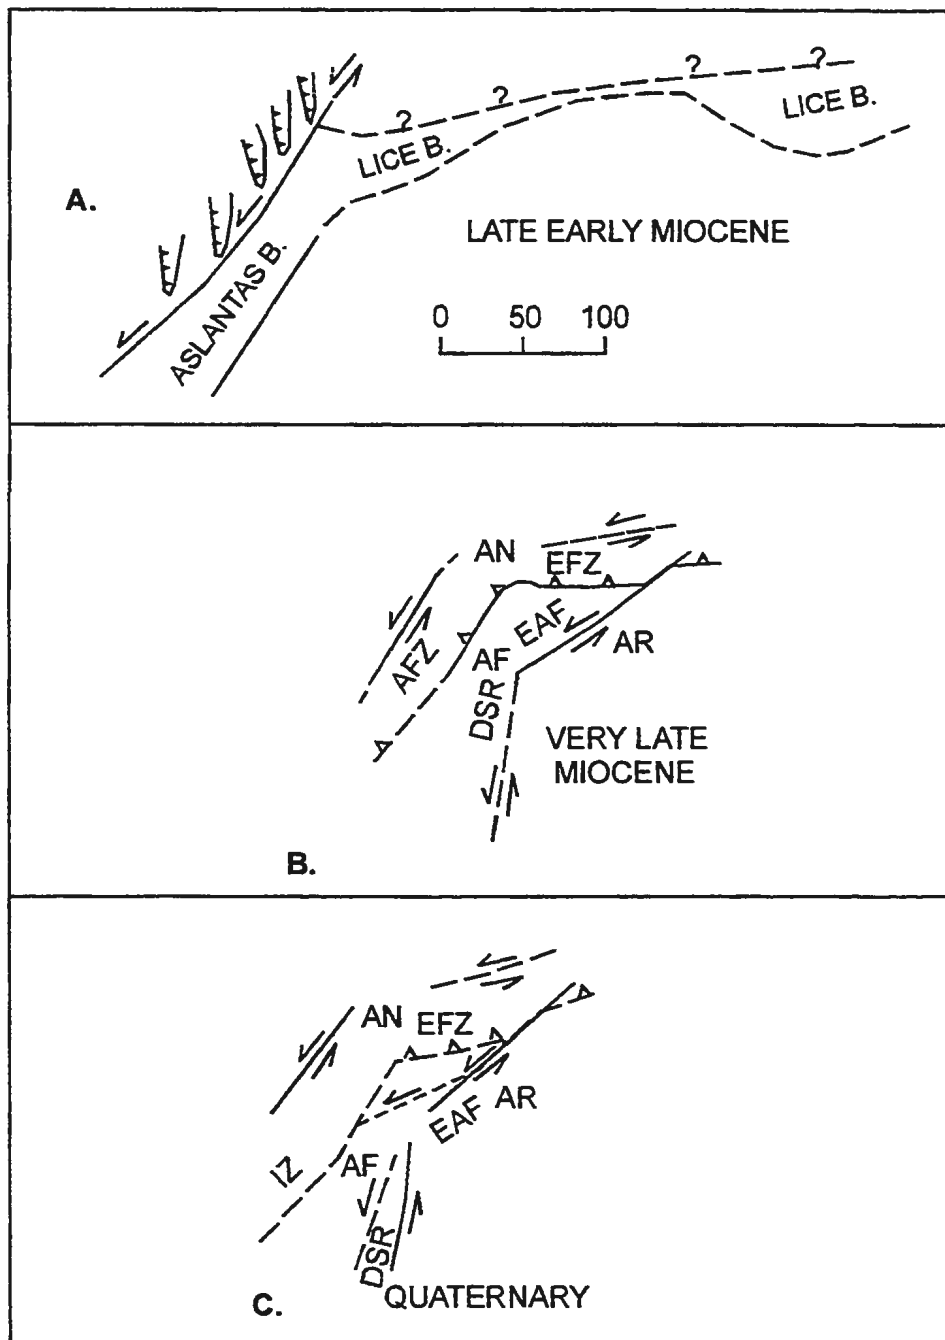 ?
?
?
?
LICE B.
LICE B.
A.
LATE EARLY MIOCENE
ASLANTAS B.
0 50 100
AN
EFZ
EAF
AFZ
AF
AR
DSR
VERY LATE
MIOCENE
B.
AN
EFZ
AR
EAF
IZ
AF
DSR
QUATERNARY
C.